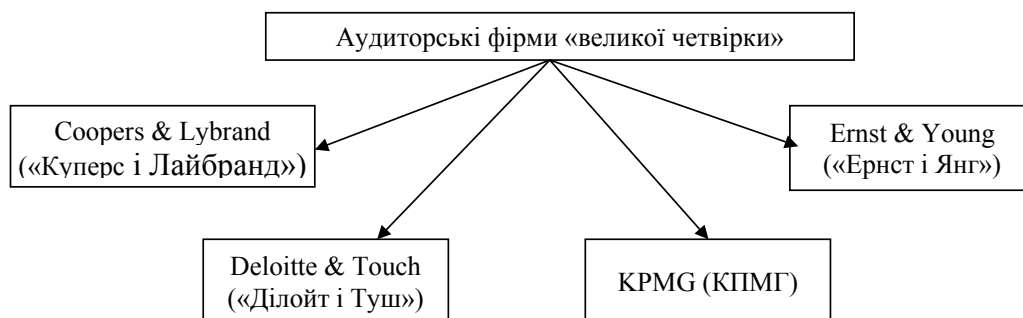 Аудиторські фірми «великої четвірки»
Coopers & Lybrand
(«Куперс і Лайбранд»)
Ernst & Young
(«Ернст і Янг»)
Deloitte & Touch
(«Ділойт і Туш»)
KPMG (КПМГ)